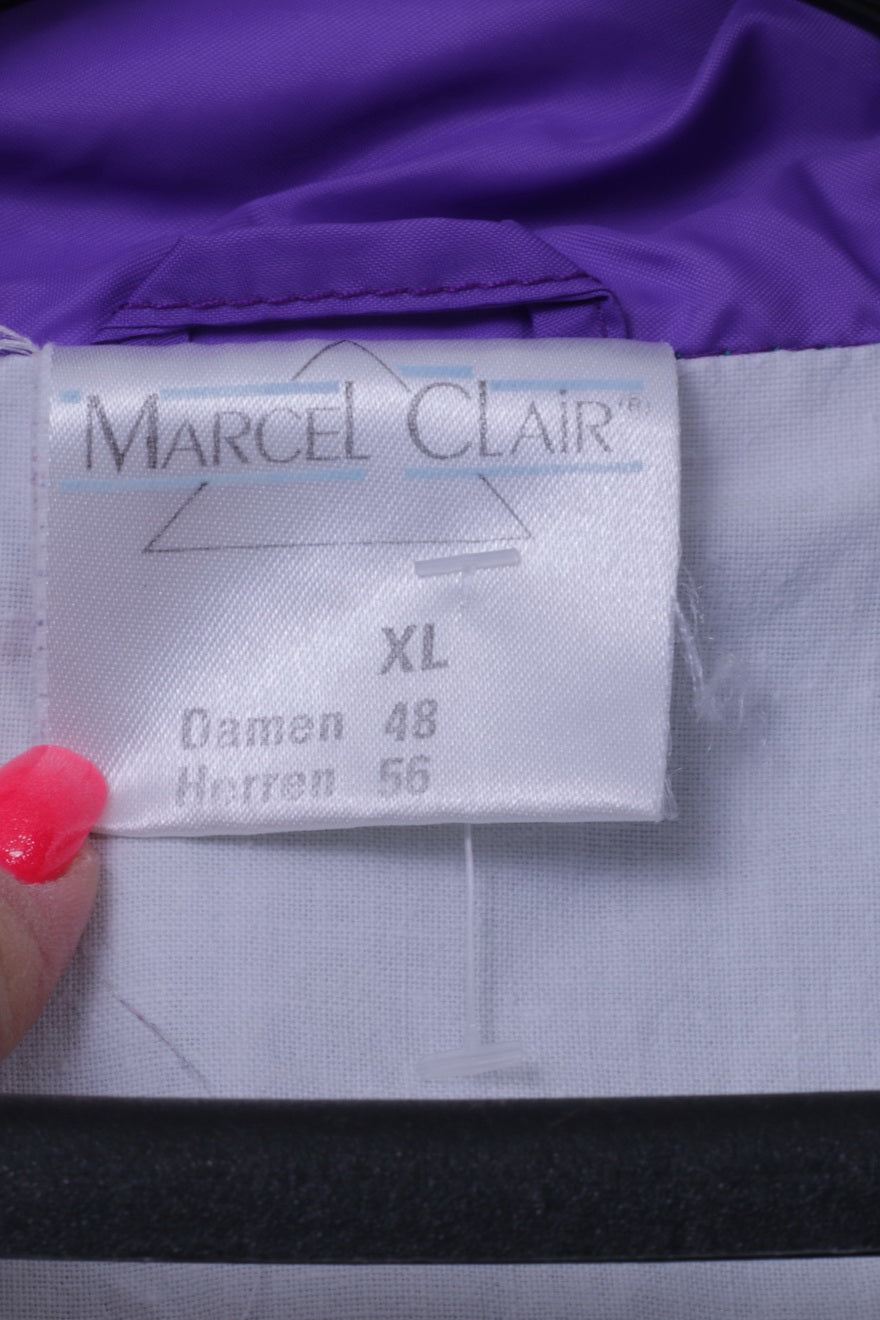 MARCEL CLAiR (R)
XL
Damen 48
Herren 56